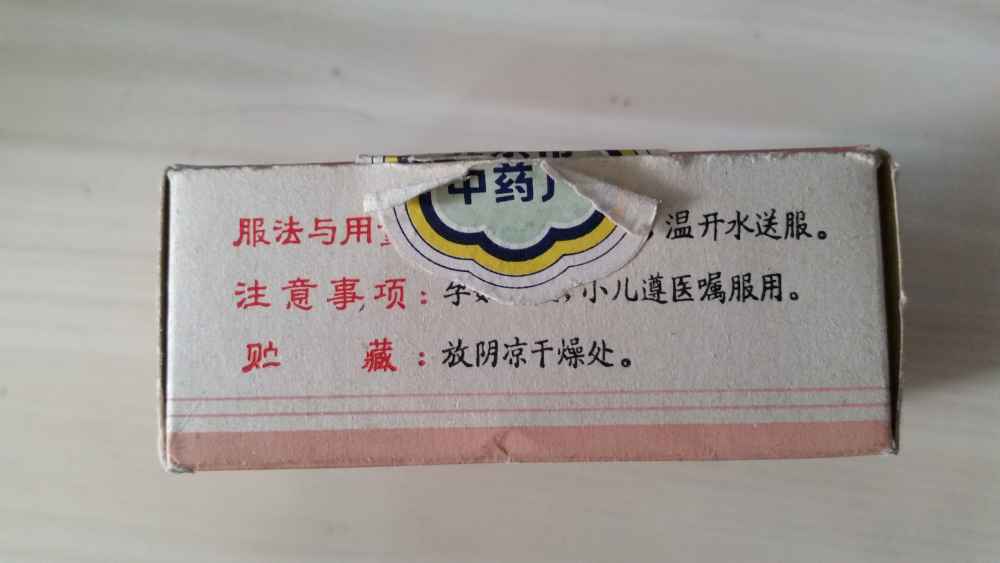 中药
服法与用 温开水送服。
注意事项: 小儿遵医嘱服用。
贮 藏:放阴凉干燥处。